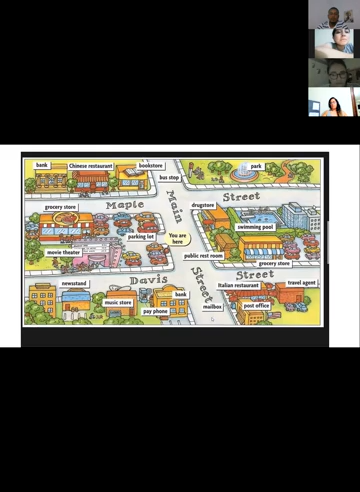 bank
Chinese restaurant
bookstore
bus stop
park
grocery store
Maple
Main
Street
drugstore
swimming pool
parking lot
You are
here
movie theater
public rest room
grocery store
Davis
Street
Street
newsstand
music store
bank
pay phone
Italian restaurant
travel agent
mailbox
post office